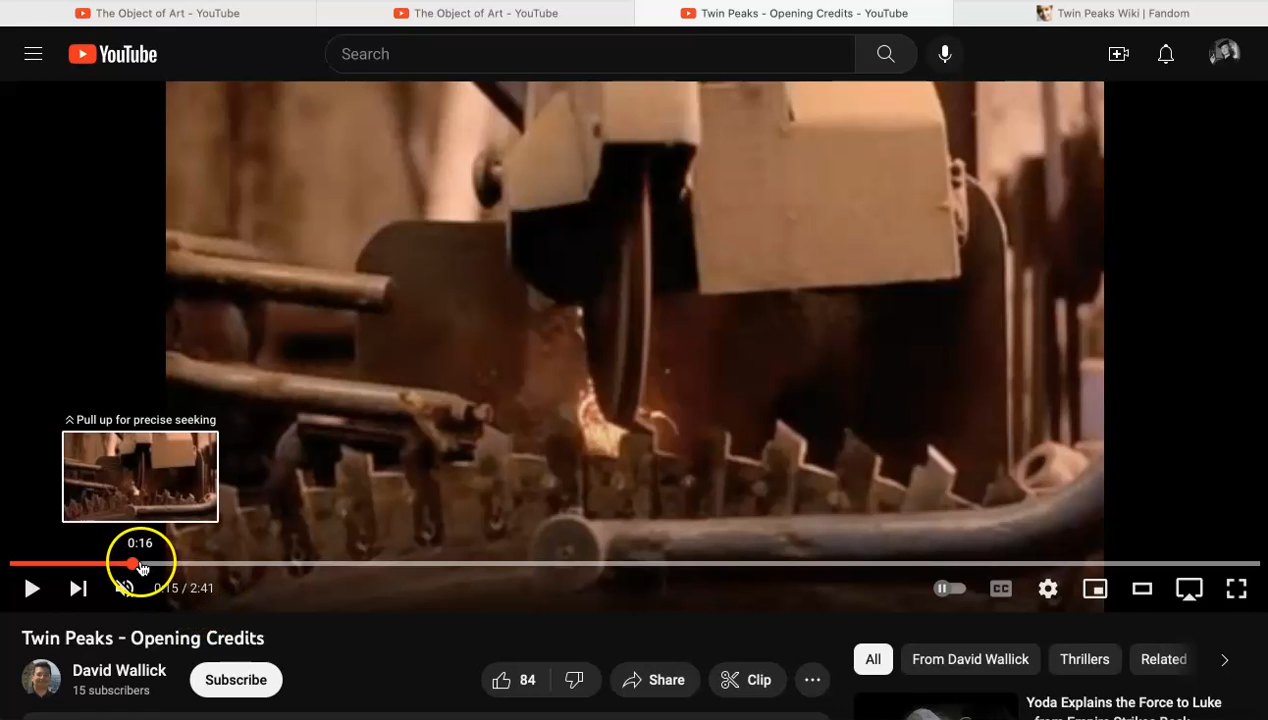 The Object of Art - YouTube
The Object of Art - YouTube
Twin Peaks - Opening Credits - YouTube
Twin Peaks Wiki | Fandom
YouTube
Search
Pull up for precise seeking
0:16
0:15 / 2:41
CC
Twin Peaks - Opening Credits
David Wallick
15 subscribers
Subscribe
84
Share
Clip
All
From David Wallick
Thrillers
Related
Yoda Explains the Force to Luke